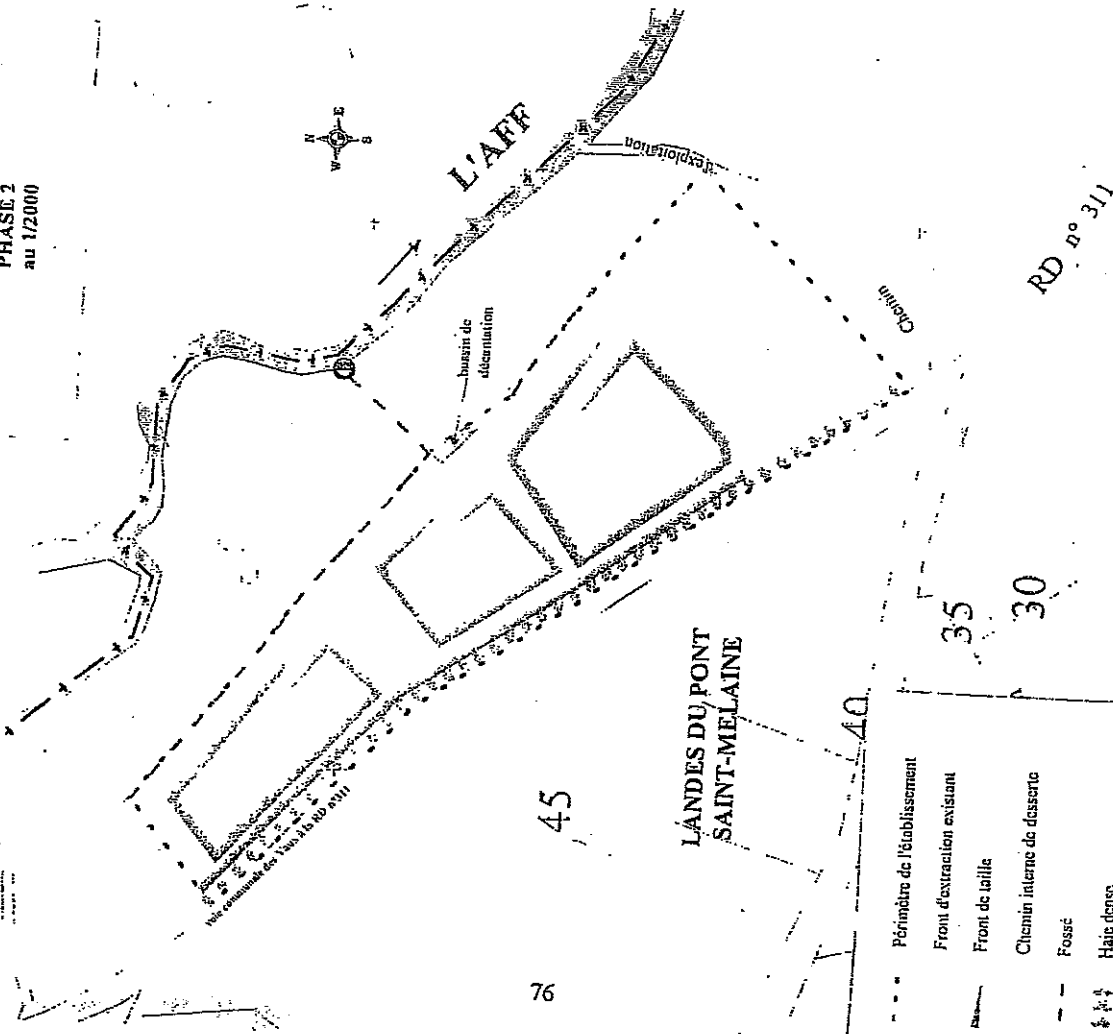 PHASE 2
au 1/2000
N
W E
S
L'AFF
d'exploitation
bassin de
décantation
Chemin
RD n° 311
voie communale des Vaux à la RD n°311
45
LANDES DU PONT
SAINT-MELAINE
40
35
30
76
Périmètre de l'établissement
Front d'extraction existant
Front de taille
Chemin interne de desserte
Fossé
Haie dense